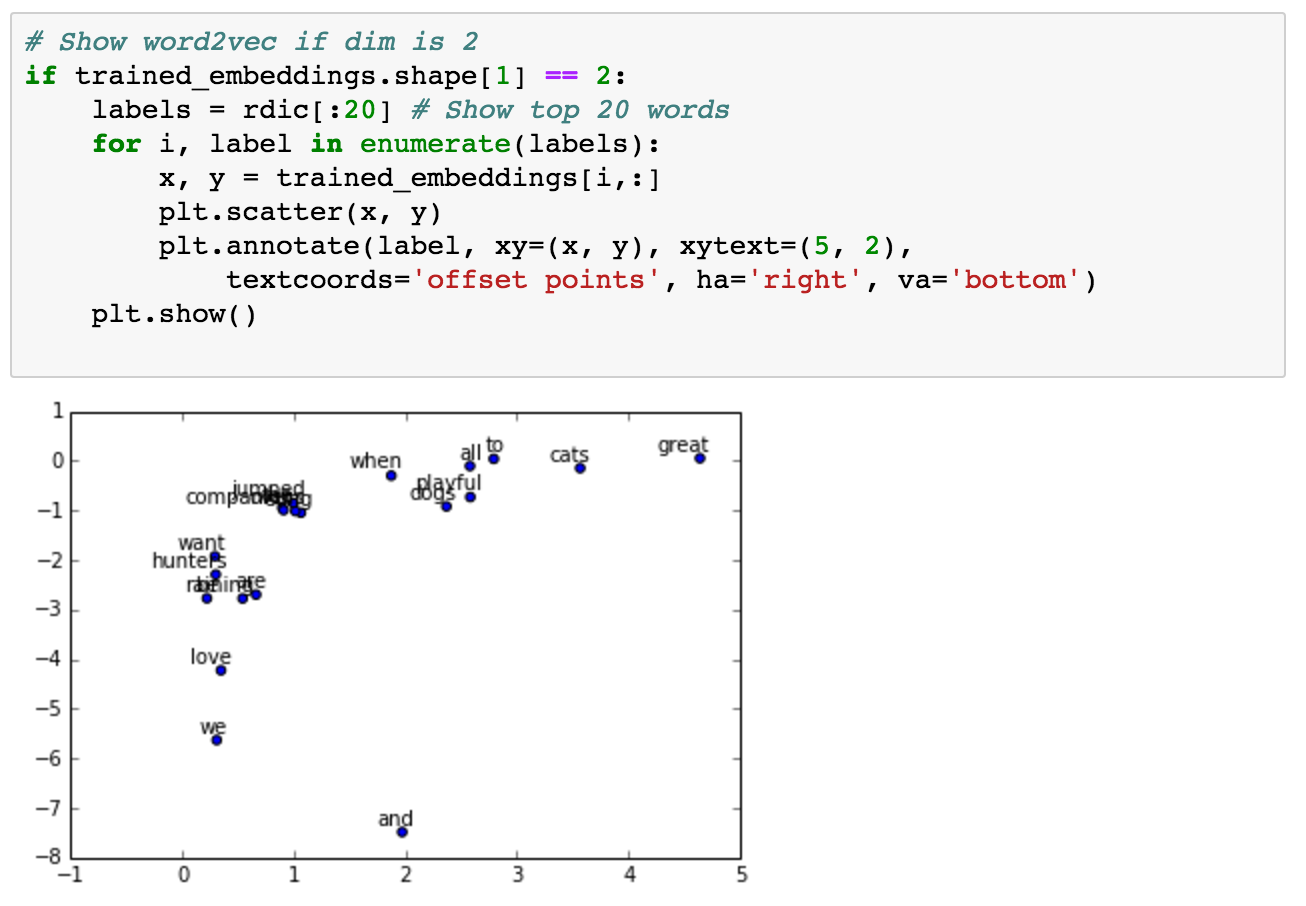 # Show word2vec if dim is 2
if trained_embeddings.shape[1] == 2:
    labels = rdic[:20] # Show top 20 words
    for i, label in enumerate(labels):
        x, y = trained_embeddings[i,:]
        plt.scatter(x, y)
        plt.annotate(label, xy=(x, y), xytext=(5, 2),
            textcoords='offset points', ha='right', va='bottom')
    plt.show()
1
0
−1
−2
−3
−4
−5
−6
−7
−8
great
to
all
cats
when
playful
dogs
jumped
want
hunters
are
love
we
and
−1 0 1 2 3 4 5